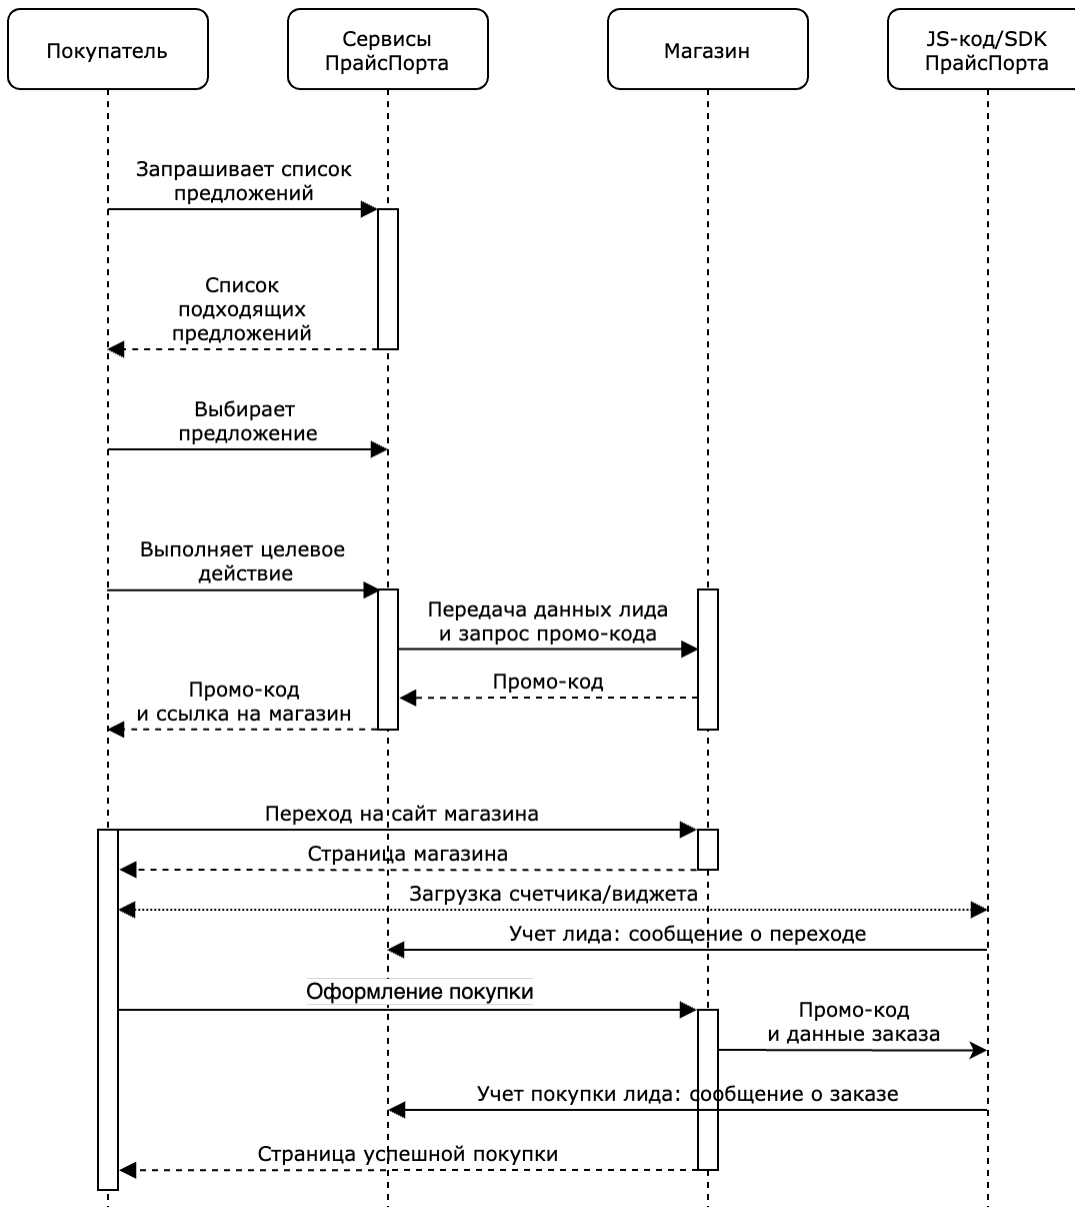 Покупатель
Сервисы
ПрайсПорта
Магазин
JS-код/SDK
ПрайсПорта
Запрашивает список
предложений
Список
подходящих
предложений
Выбирает
предложение
Выполняет целевое
действие
Передача данных лида
и запрос промо-кода
Промо-код
Промо-код
и ссылка на магазин
Переход на сайт магазина
Страница магазина
Загрузка счетчика/виджета
Учет лида: сообщение о переходе
Оформление покупки
Промо-код
и данные заказа
Учет покупки лида: сообщение о заказе
Страница успешной покупки